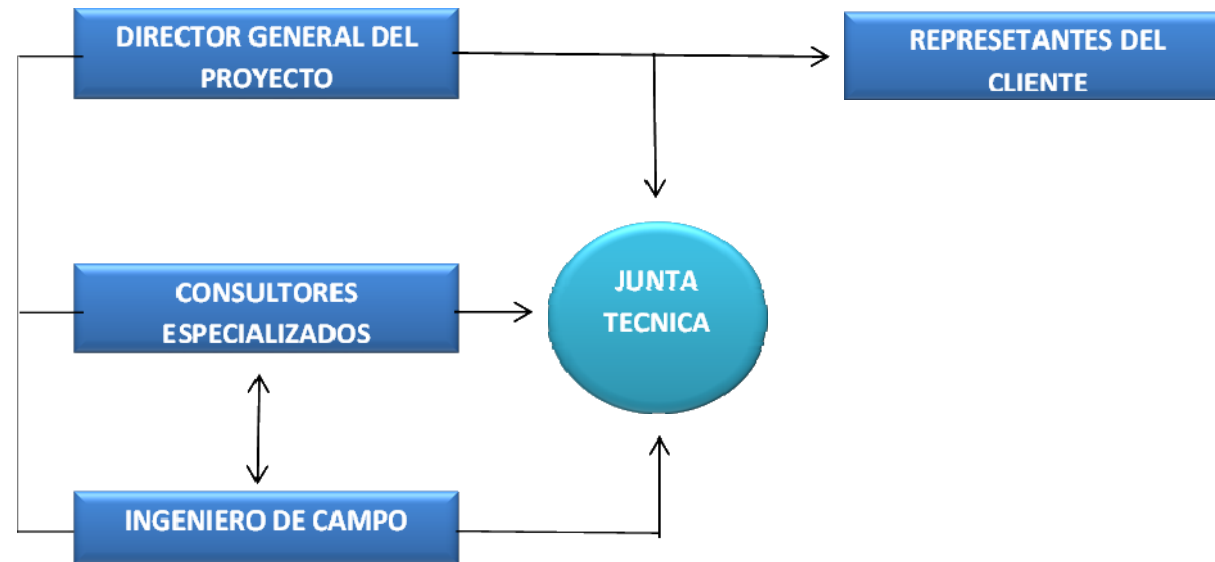 DIRECTOR GENERAL DEL
PROYECTO
REPRESETANTES DEL
CLIENTE
CONSULTORES
ESPECIALIZADOS
JUNTA
TECNICA
INGENIERO DE CAMPO